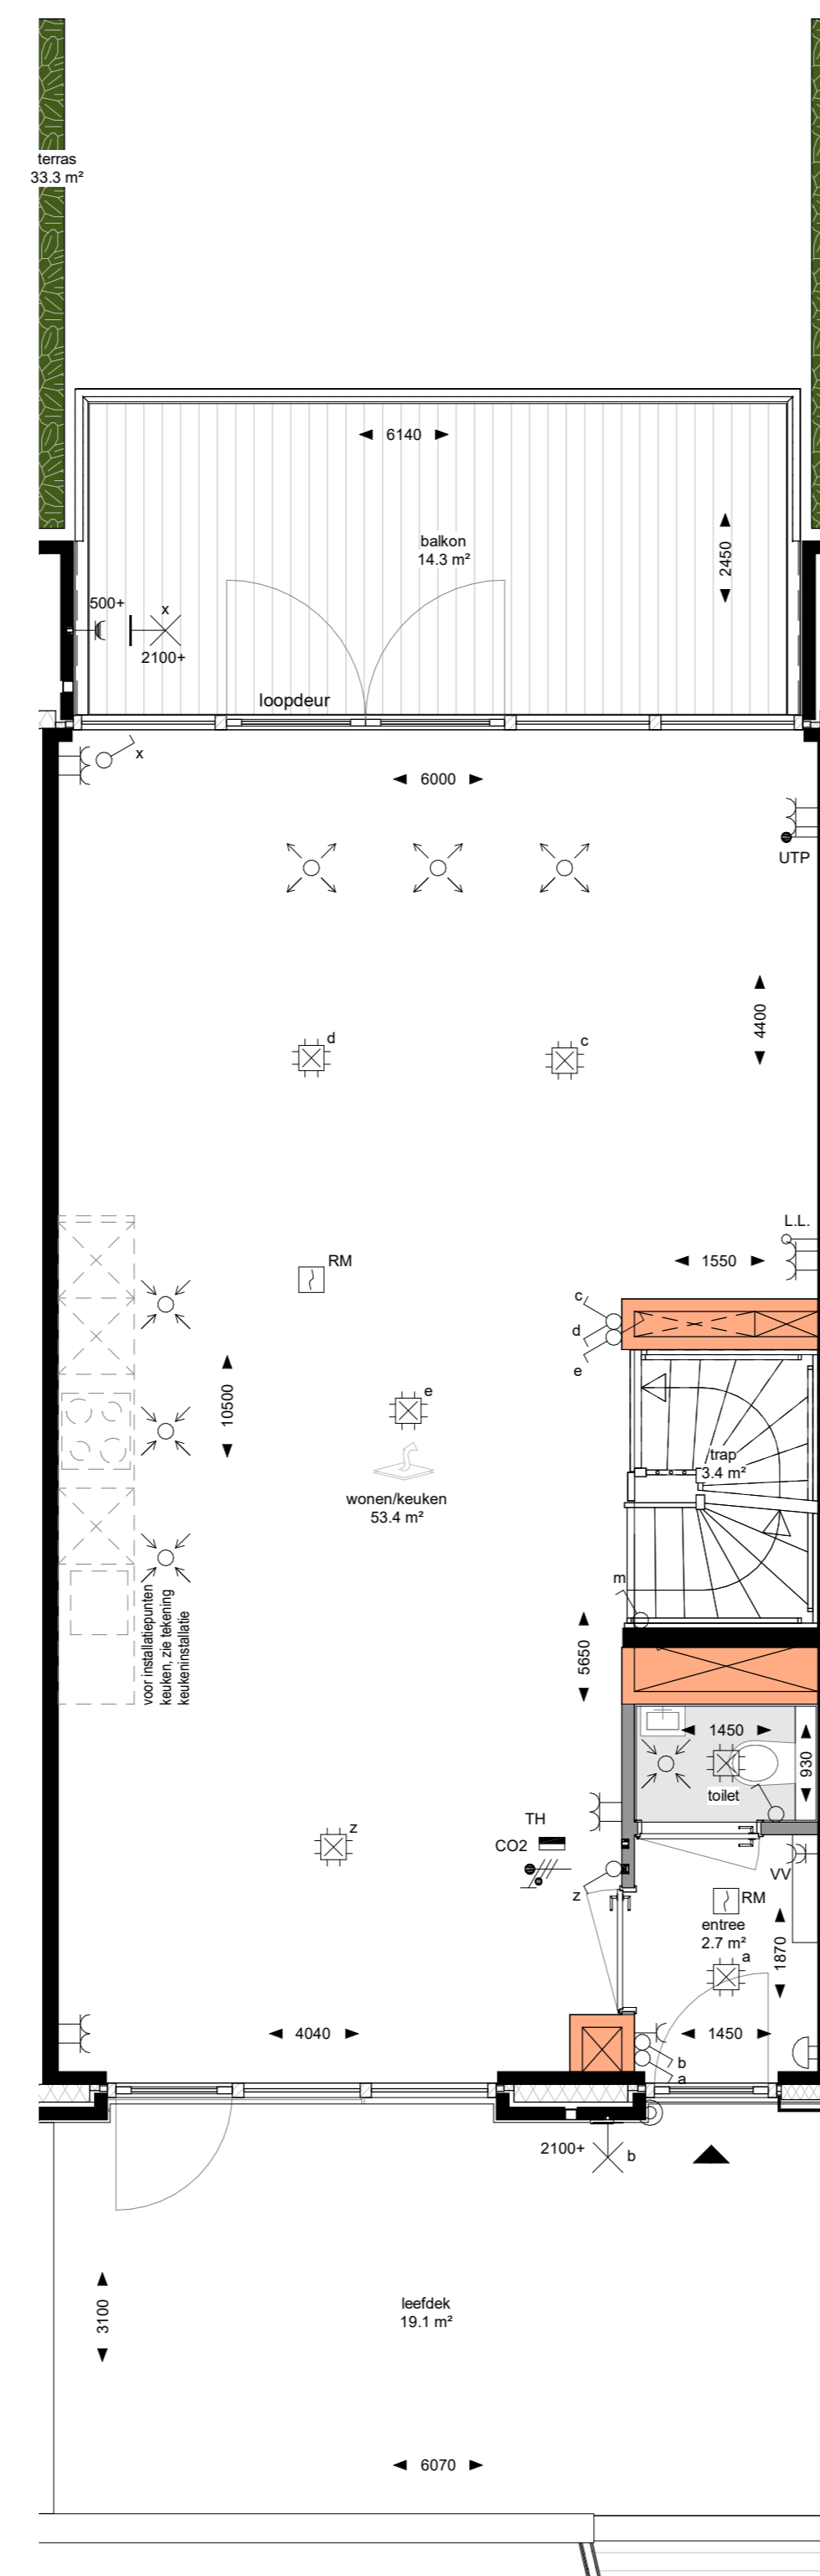 terras
33.3 m²
6140
balkon
14.3 m²
2450
500+
x
2100+
loopdeur
x
6000
UTP
4400
d
c
L.L.
RM
1550
c
d
e
10500
e
trap
3.4 m²
wonen/keuken
53.4 m²
m
voor installatiepunten
keuken, zie tekening
keukeninstallatie
5650
1450
930
toilet
TH
z
CO2
VV
z
RM
entree
2.7 m²
1870
a
4040
1450
b
a
2100+
b
3100
leefdek
19.1 m²
6070